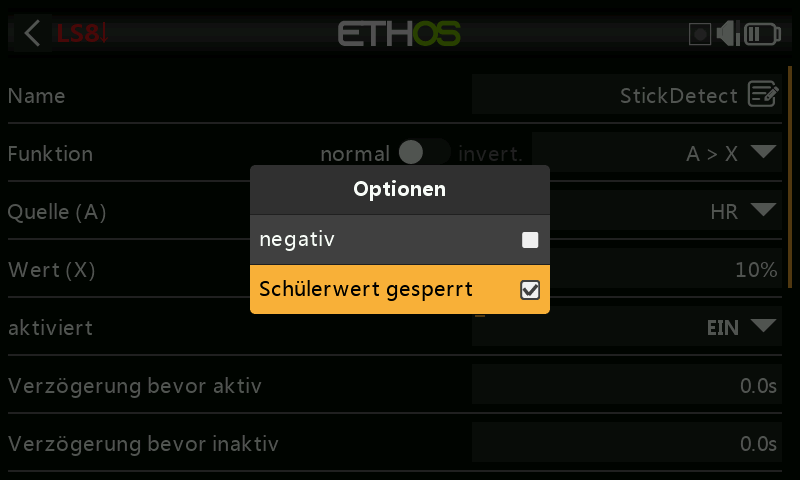 LS8
ETHOS
Name StickDetect
Funktion normal invert. A > X
Optionen
Quelle (A) HR
negativ
Wert (X) 10%
Schülerwert gesperrt
aktiviert EIN
Verzögerung bevor aktiv 0.0s
Verzögerung bevor inaktiv 0.0s